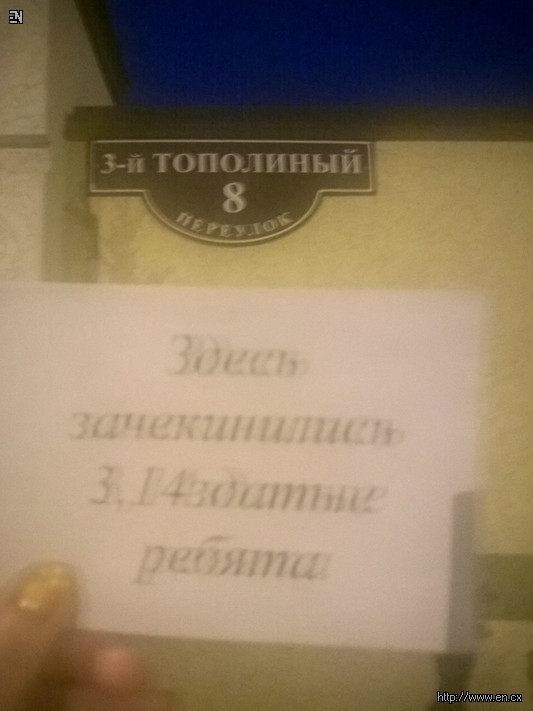 EN
3-й ТОПОЛИНЫЙ
8
ПЕРЕУЛОК
Здесь
зачекинились
3,14здатые
ребята
http://www.en.cx